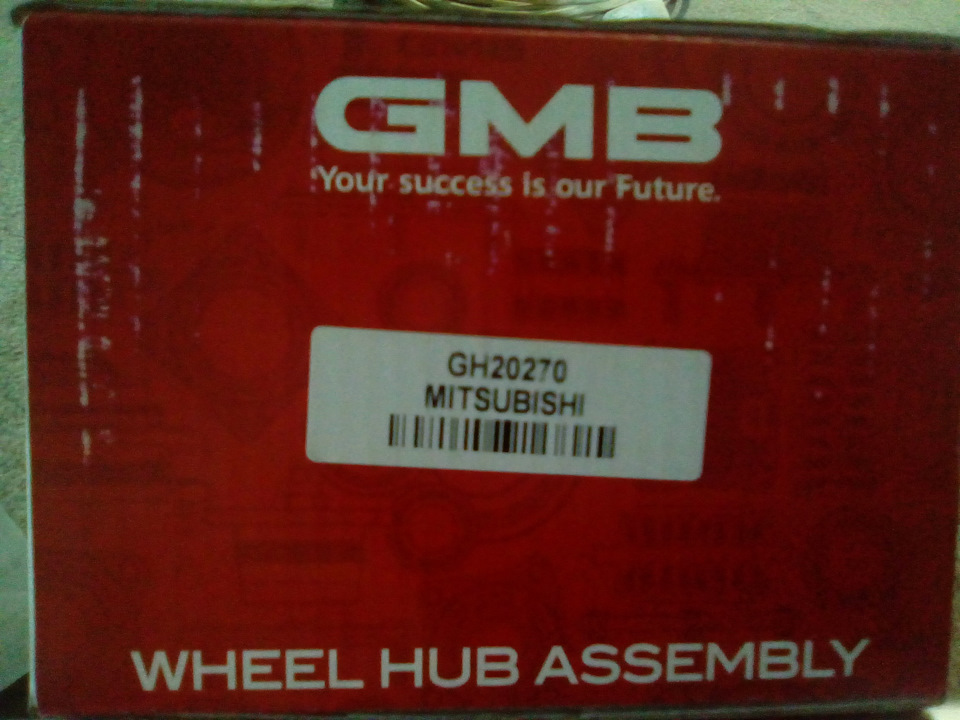 GMB
"Your success is our Future.
GH20270
MITSUBISHI
WHEEL HUB ASSEMBLY